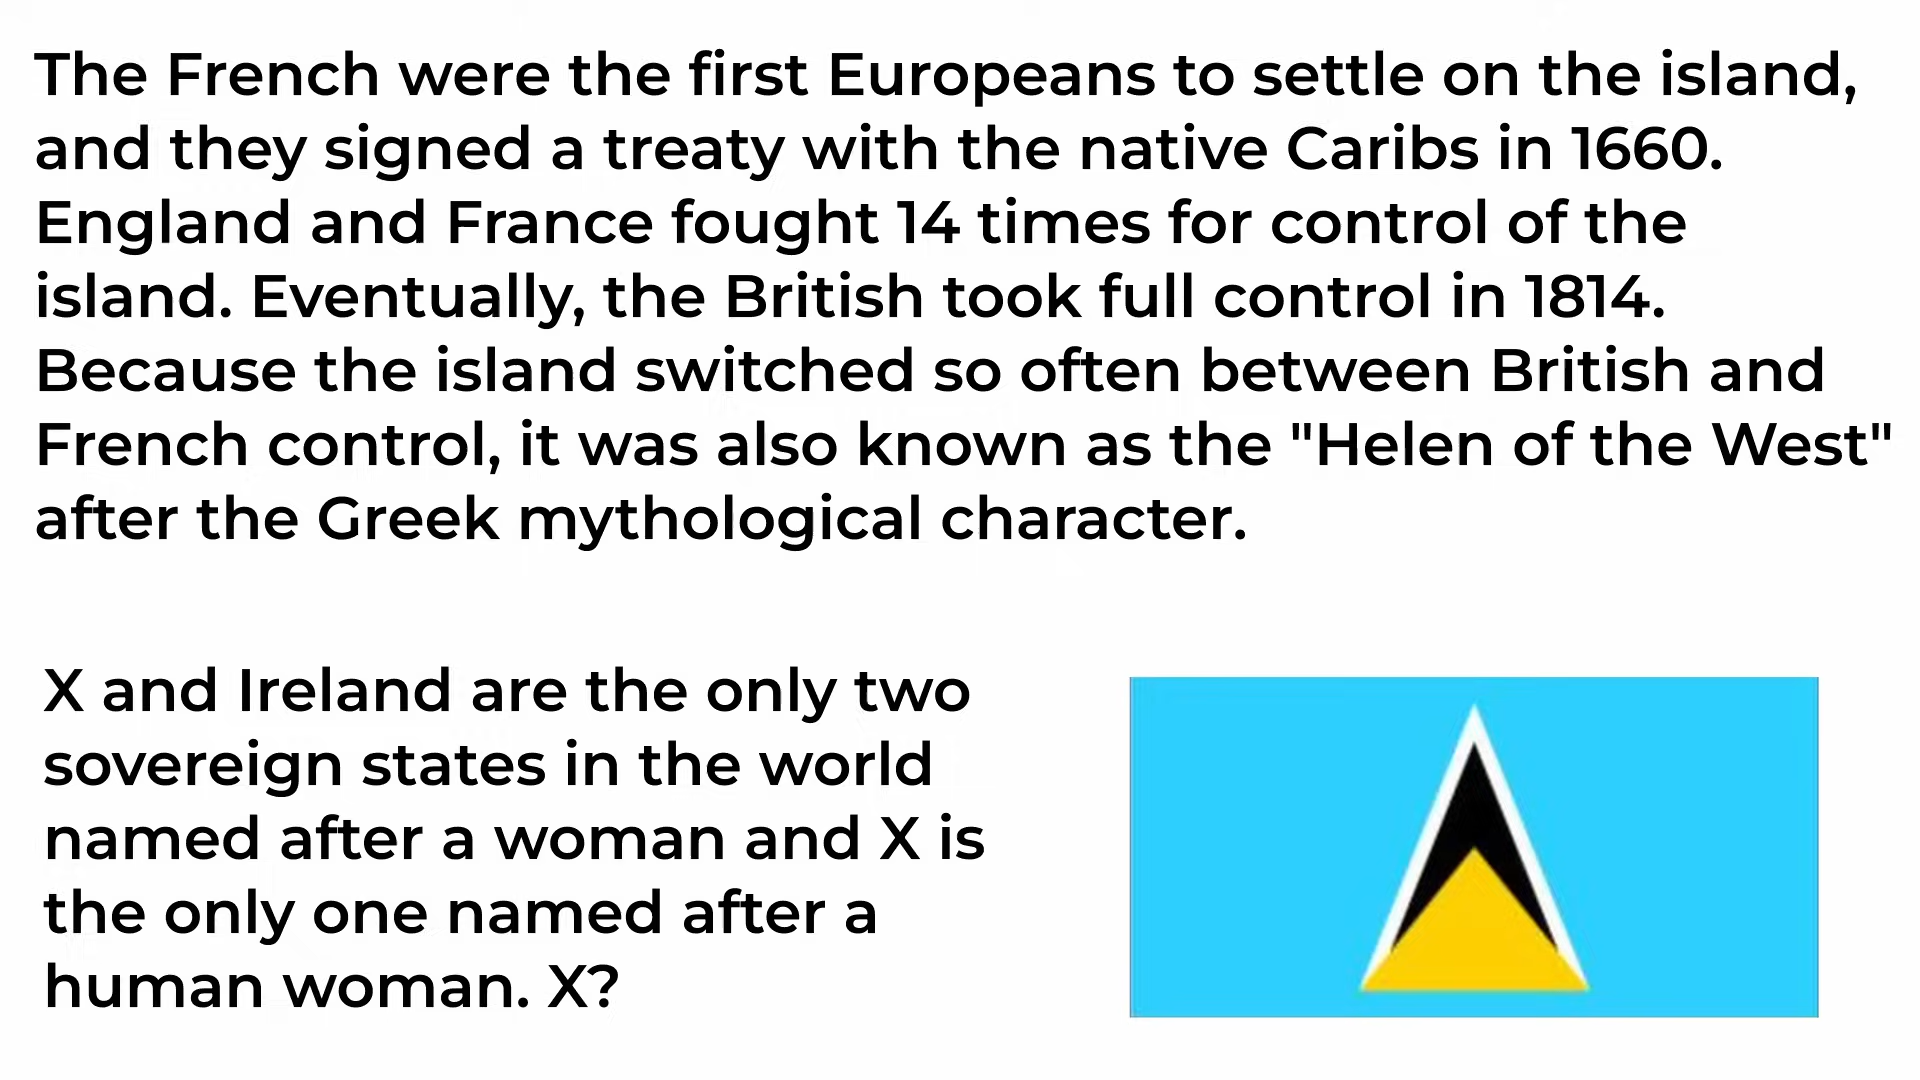 The French were the first Europeans to settle on the island,
and they signed a treaty with the native Caribs in 1660.
England and France fought 14 times for control of the
island. Eventually, the British took full control in 1814.
Because the island switched so often between British and
French control, it was also known as the "Helen of the West"
after the Greek mythological character.
X and Ireland are the only two
sovereign states in the world
named after a woman and X is
the only one named after a
human woman. X?